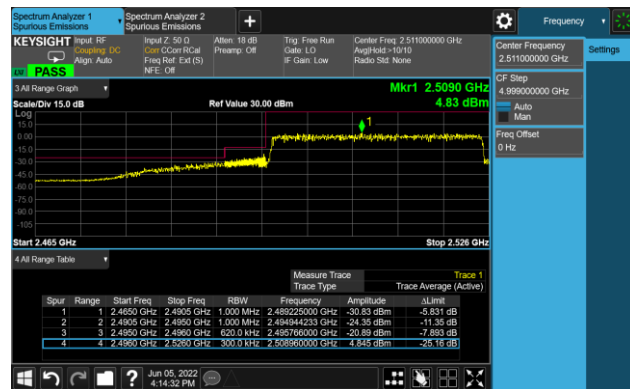 Spectrum Analyzer 1
Spurious Emissions
Spectrum Analyzer 2
Spurious Emissions
Frequency
KEYSIGHT
Input: RF
Coupling: DC
Align: Auto
Input Z: 50 Ω
Corr CCorr RCal
Freq Ref: Ext (S)
NFE: Off
Atten: 18 dB
Preamp: Off
Trig: Free Run
Gate: LO
IF Gain: Low
Center Freq: 2.511000000 GHz
Avg|Hold:>10/10
Radio Std: None
PASS
Center Frequency
2.511000000 GHz
Settings
CF Step
4.999000000 GHz
Auto
Man
Freq Offset
0 Hz
3 All Range Graph
Mkr1 2.5090 GHz
Scale/Div 15.0 dB
Ref Value 30.00 dBm
4.83 dBm
Log
15.0
0.00
-15.0
-30.0
-45.0
-60.0
-75.0
-90.0
-105
1
Start 2.465 GHz
Stop 2.526 GHz
4 All Range Table
Measure Trace Trace 1
Trace Type Trace Average (Active)
Spur Range Start Freq Stop Freq RBW Frequency Amplitude ΔLimit
1 1 2.4650 GHz 2.4905 GHz 1.000 MHz 2.489225000 GHz -30.83 dBm -5.831 dB
2 2 2.4905 GHz 2.4950 GHz 1.000 MHz 2.494944233 GHz -24.35 dBm -11.35 dB
3 3 2.4950 GHz 2.4960 GHz 620.0 kHz 2.495766000 GHz -20.89 dBm -7.893 dB
4 4 2.4960 GHz 2.5260 GHz 300.0 kHz 2.508960000 GHz 4.845 dBm -25.16 dB
?
Jun 05, 2022
4:14:32 PM